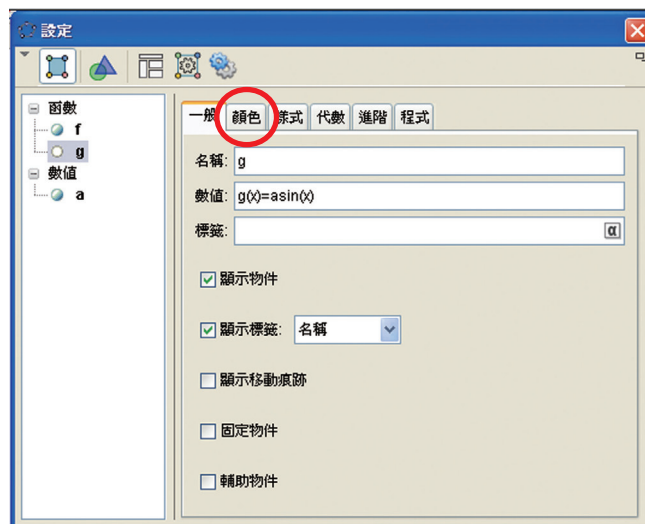 設定
函數
f
g
數值
a
一般 顏色 樣式 代數 進階 程式
名稱: g
數值: g(x)=asin(x)
標籤:
α
顯示物件
顯示標籤: 名稱
顯示移動痕跡
固定物件
輔助物件